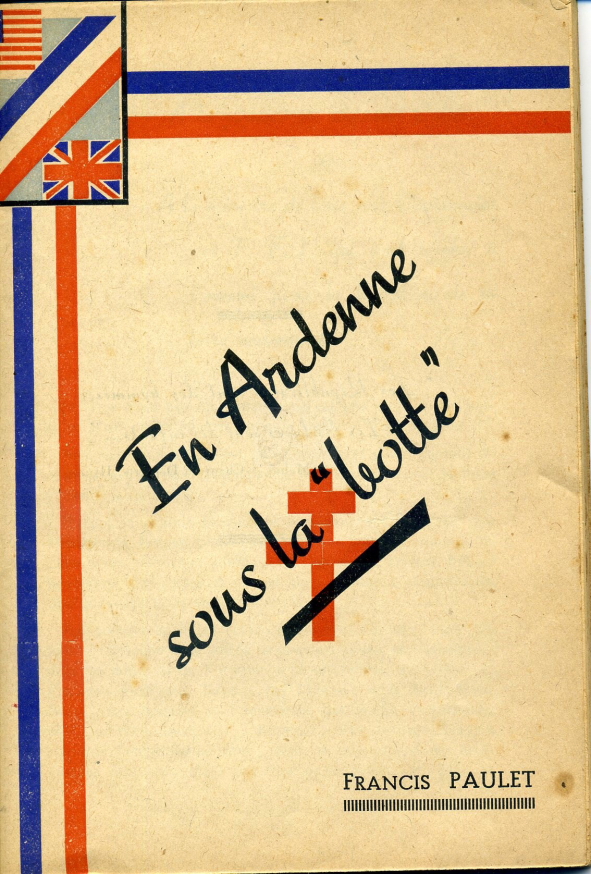 En Ardenne
sous la "botte"
FRANCIS PAULET